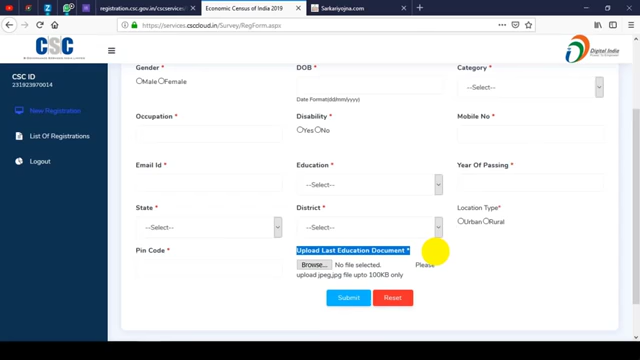 registration.csc.gov.in/cscservices
Economic Census of India 2019
Sarkariyojna.com
https://services.csccloud.in/Survey/RegForm.aspx
CSC
Digital India
CSC ID
231923970014
New Registration
List Of Registrations
Logout
Gender *
DOB *
Category *
Male Female
--Select--
Date Format(dd/mm/yyyy)
Occupation *
Disability *
Mobile No *
Yes No
Email Id *
Education *
Year Of Passing *
--Select--
State *
District *
Location Type*
--Select--
--Select--
Urban Rural
Pin Code *
Upload Last Education Document *
Browse... No file selected. Please
upload jpeg,jpg file upto 100KB only
Submit
Reset